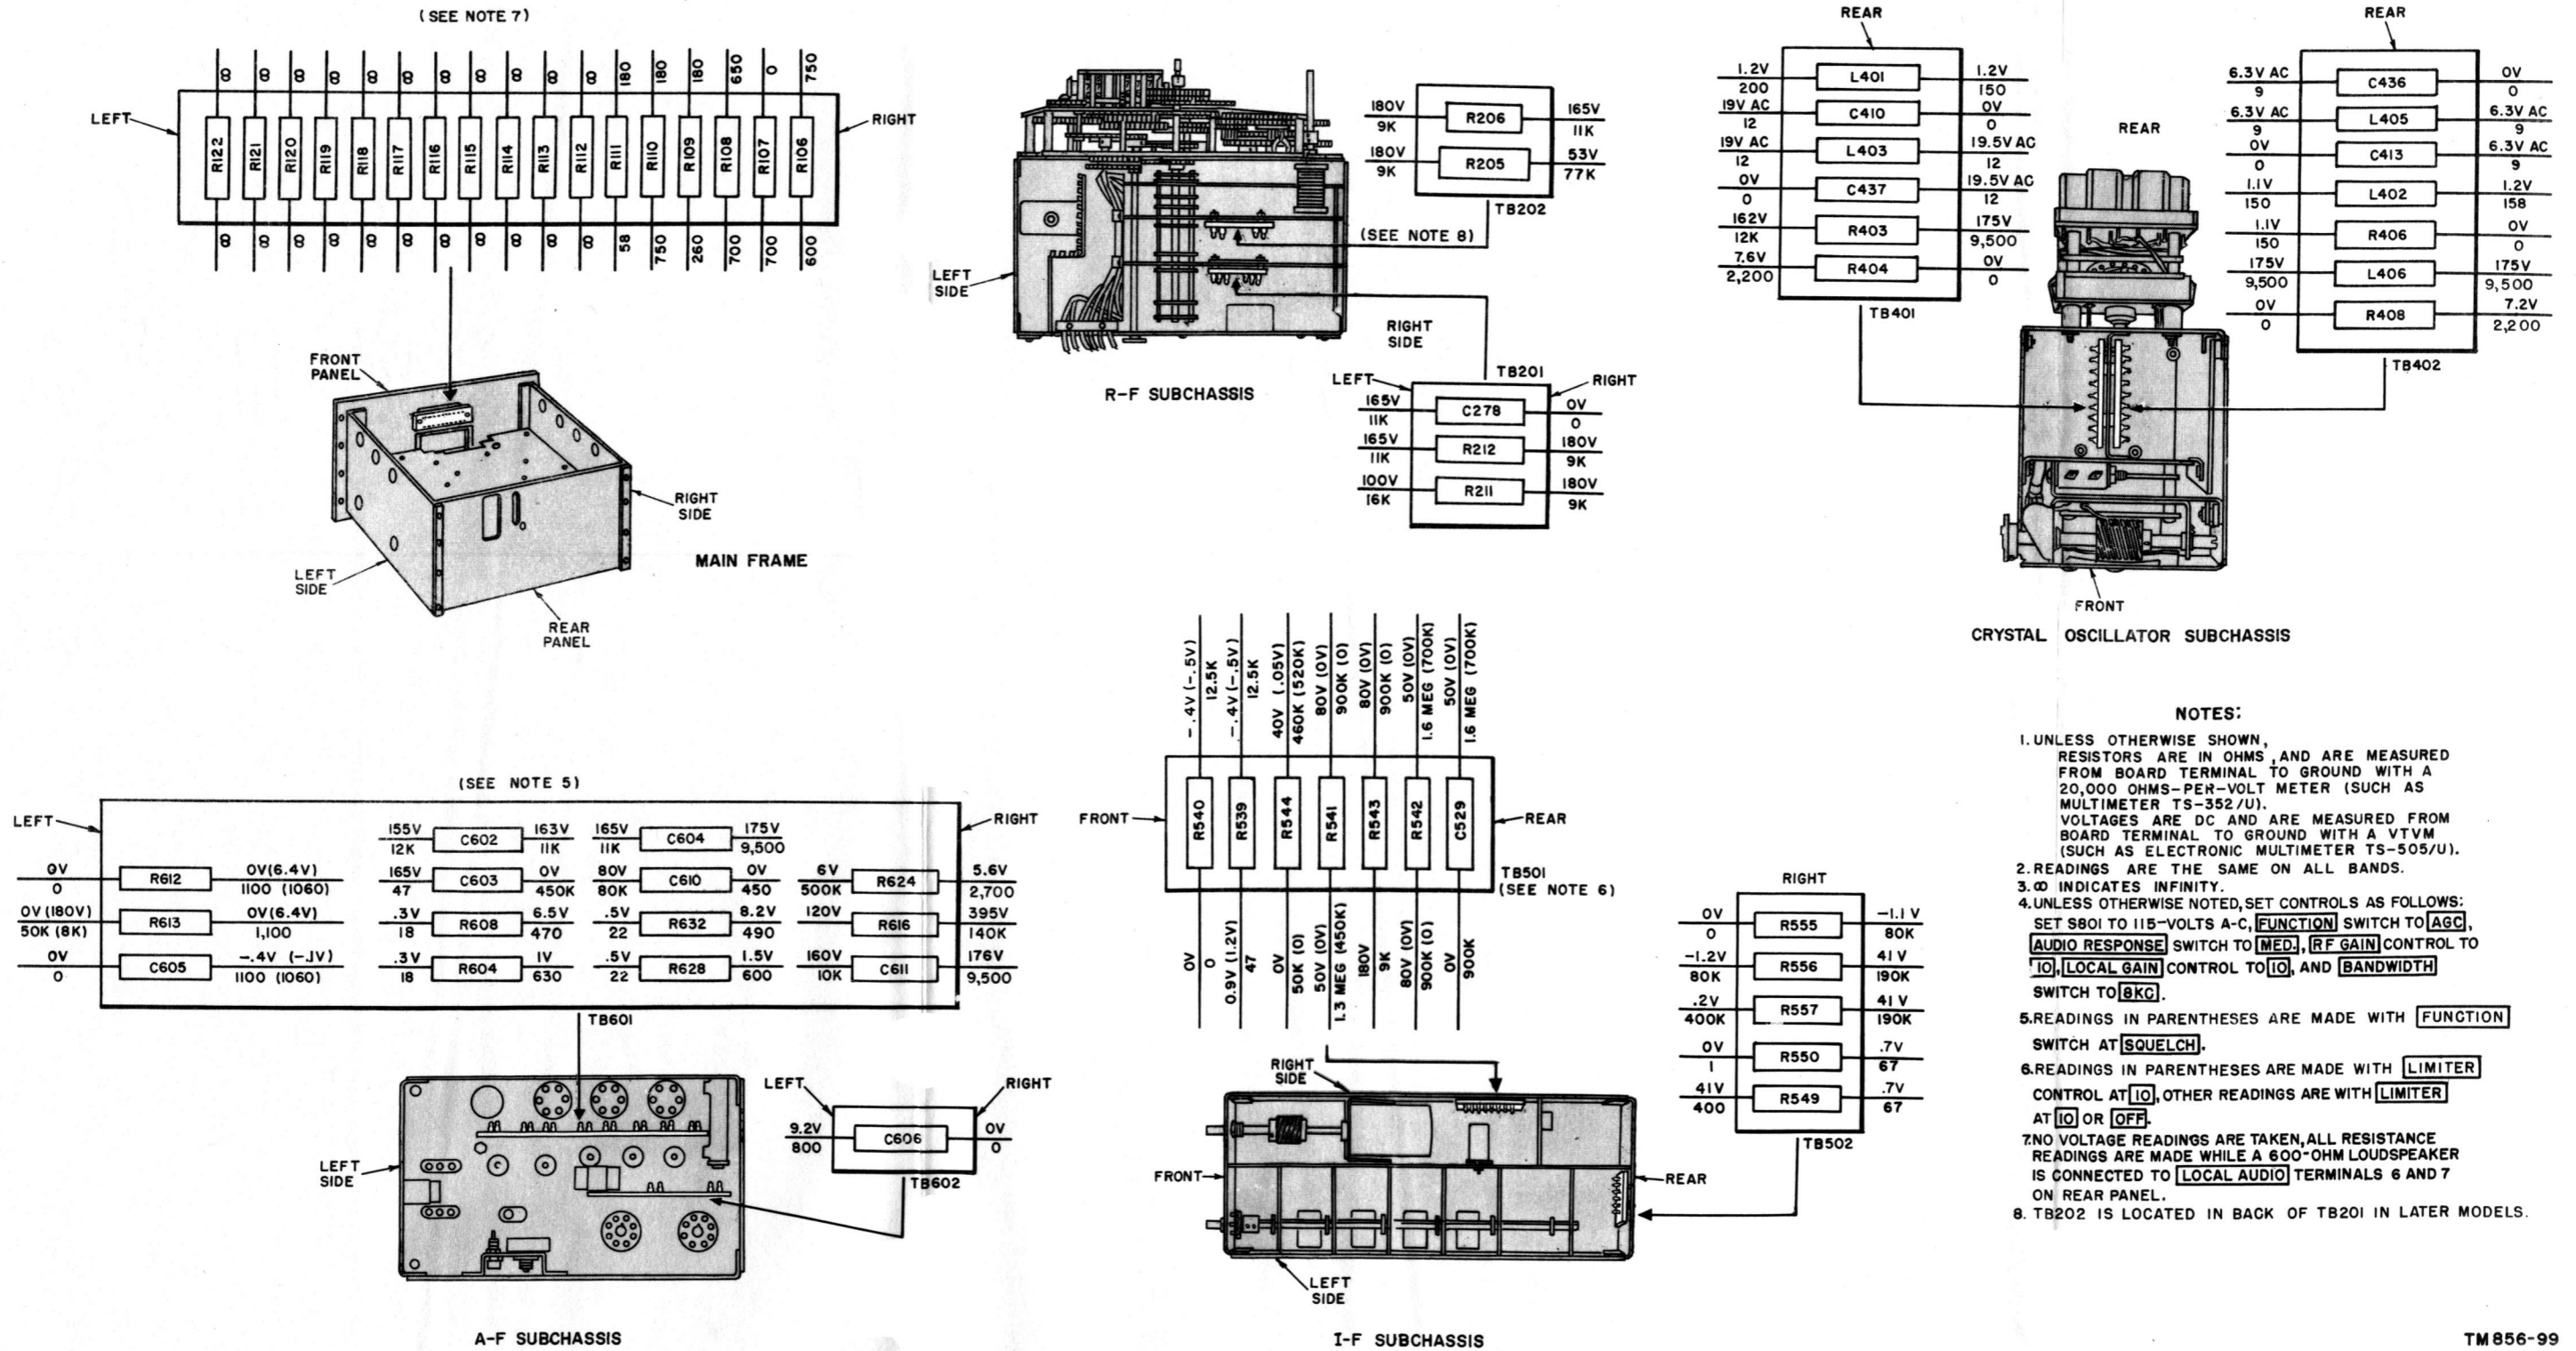 (SEE NOTE 7)
∞ ∞ ∞ ∞ ∞ ∞ ∞ ∞ ∞ ∞ ∞ 180 180 180 650 0 750
LEFT RIGHT
R122 R121 R120 R119 R118 R117 R116 R115 R114 R113 R112 R111 R110 R109 R108 R107 R106
∞ ∞ ∞ ∞ ∞ ∞ ∞ ∞ ∞ ∞ ∞ 58 750 260 700 700 600
FRONT
PANEL
RIGHT
SIDE
LEFT
SIDE
REAR
PANEL
MAIN FRAME
180V R206 165V
9K 11K
180V R205 53V
9K 77K
TB202
(SEE NOTE 8)
LEFT
SIDE
RIGHT
SIDE
R-F SUBCHASSIS
TB201
LEFT RIGHT
165V C278 0V
11K 0
165V R212 180V
11K 9K
100V R211 180V
16K 9K
REAR
1.2V L401 1.2V
200 150
19V AC C410 0V
12 0
19V AC L403 19.5V AC
12 12
0V C437 19.5V AC
0 12
162V R403 175V
12K 9,500
7.6V R404 0V
2,200 0
TB401
REAR
REAR
6.3V AC C436 0V
9 0
6.3V AC L405 6.3V AC
9 9
0V C413 6.3V AC
0 9
1.1V L402 1.2V
150 158
1.1V R406 0V
150 0
175V L406 175V
9,500 9,500
0V R408 7.2V
0 2,200
TB402
FRONT
CRYSTAL OSCILLATOR SUBCHASSIS
(SEE NOTE 5)
LEFT RIGHT
155V C602 163V 165V C604 175V
12K 11K 11K 9,500
0V R612 0V(6.4V) 165V C603 0V 80V C610 0V 6V R624 5.6V
0 1100 (1060) 47 450K 80K 450 500K 2,700
0V (180V) R613 0V(6.4V) .3V R608 6.5V .5V R632 8.2V 120V R616 395V
50K (8K) 1,100 18 470 22 490 140K
0V C605 -.4V (-.1V) .3V R604 1V .5V R628 1.5V 160V C611 176V
0 1100 (1060) 18 630 22 600 10K 9,500
TB601
LEFT
SIDE
LEFT RIGHT
9.2V C606 0V
800 0
TB602
A-F SUBCHASSIS
-.4V (-.5V) 12.5K
-.4V (-.5V) 12.5K
40V (.05V) 460K (520K)
80V (0V) 900K (0)
80V (0V) 900K (0)
50V (0V) 1.6 MEG (700K)
50V (0V) 1.6 MEG (700K)
FRONT R540 R539 R544 R541 R543 R542 C529 REAR
TB501
(SEE NOTE 6)
0V 0
0.9V (1.2V) 47
0V 50K (0)
50V (0V) 1.3 MEG (450K)
180V 9K
80V (0V) 900K (0)
0V 900K
RIGHT
SIDE
FRONT REAR
LEFT
SIDE
I-F SUBCHASSIS
RIGHT
0V R555 -1.1 V
0 80K
-1.2V R556 41 V
80K 190K
.2V R557 41 V
400K 190K
0V R550 .7V
1 67
41V R549 .7V
400 67
TB502
NOTES:
1. UNLESS OTHERWISE SHOWN,
RESISTORS ARE IN OHMS, AND ARE MEASURED
FROM BOARD TERMINAL TO GROUND WITH A
20,000 OHMS-PER-VOLT METER (SUCH AS
MULTIMETER TS-352/U).
VOLTAGES ARE DC AND ARE MEASURED FROM
BOARD TERMINAL TO GROUND WITH A VTVM
(SUCH AS ELECTRONIC MULTIMETER TS-505/U).
2. READINGS ARE THE SAME ON ALL BANDS.
3. ∞ INDICATES INFINITY.
4. UNLESS OTHERWISE NOTED, SET CONTROLS AS FOLLOWS:
SET S801 TO 115-VOLTS A-C, FUNCTION SWITCH TO AGC,
AUDIO RESPONSE SWITCH TO MED., RF GAIN CONTROL TO
10, LOCAL GAIN CONTROL TO 10, AND BANDWIDTH
SWITCH TO 8KC.
5. READINGS IN PARENTHESES ARE MADE WITH FUNCTION
SWITCH AT SQUELCH.
6. READINGS IN PARENTHESES ARE MADE WITH LIMITER
CONTROL AT 10, OTHER READINGS ARE WITH LIMITER
AT 10 OR OFF.
7. NO VOLTAGE READINGS ARE TAKEN, ALL RESISTANCE
READINGS ARE MADE WHILE A 600-OHM LOUDSPEAKER
IS CONNECTED TO LOCAL AUDIO TERMINALS 6 AND 7
ON REAR PANEL.
8. TB202 IS LOCATED IN BACK OF TB201 IN LATER MODELS.
TM856-99